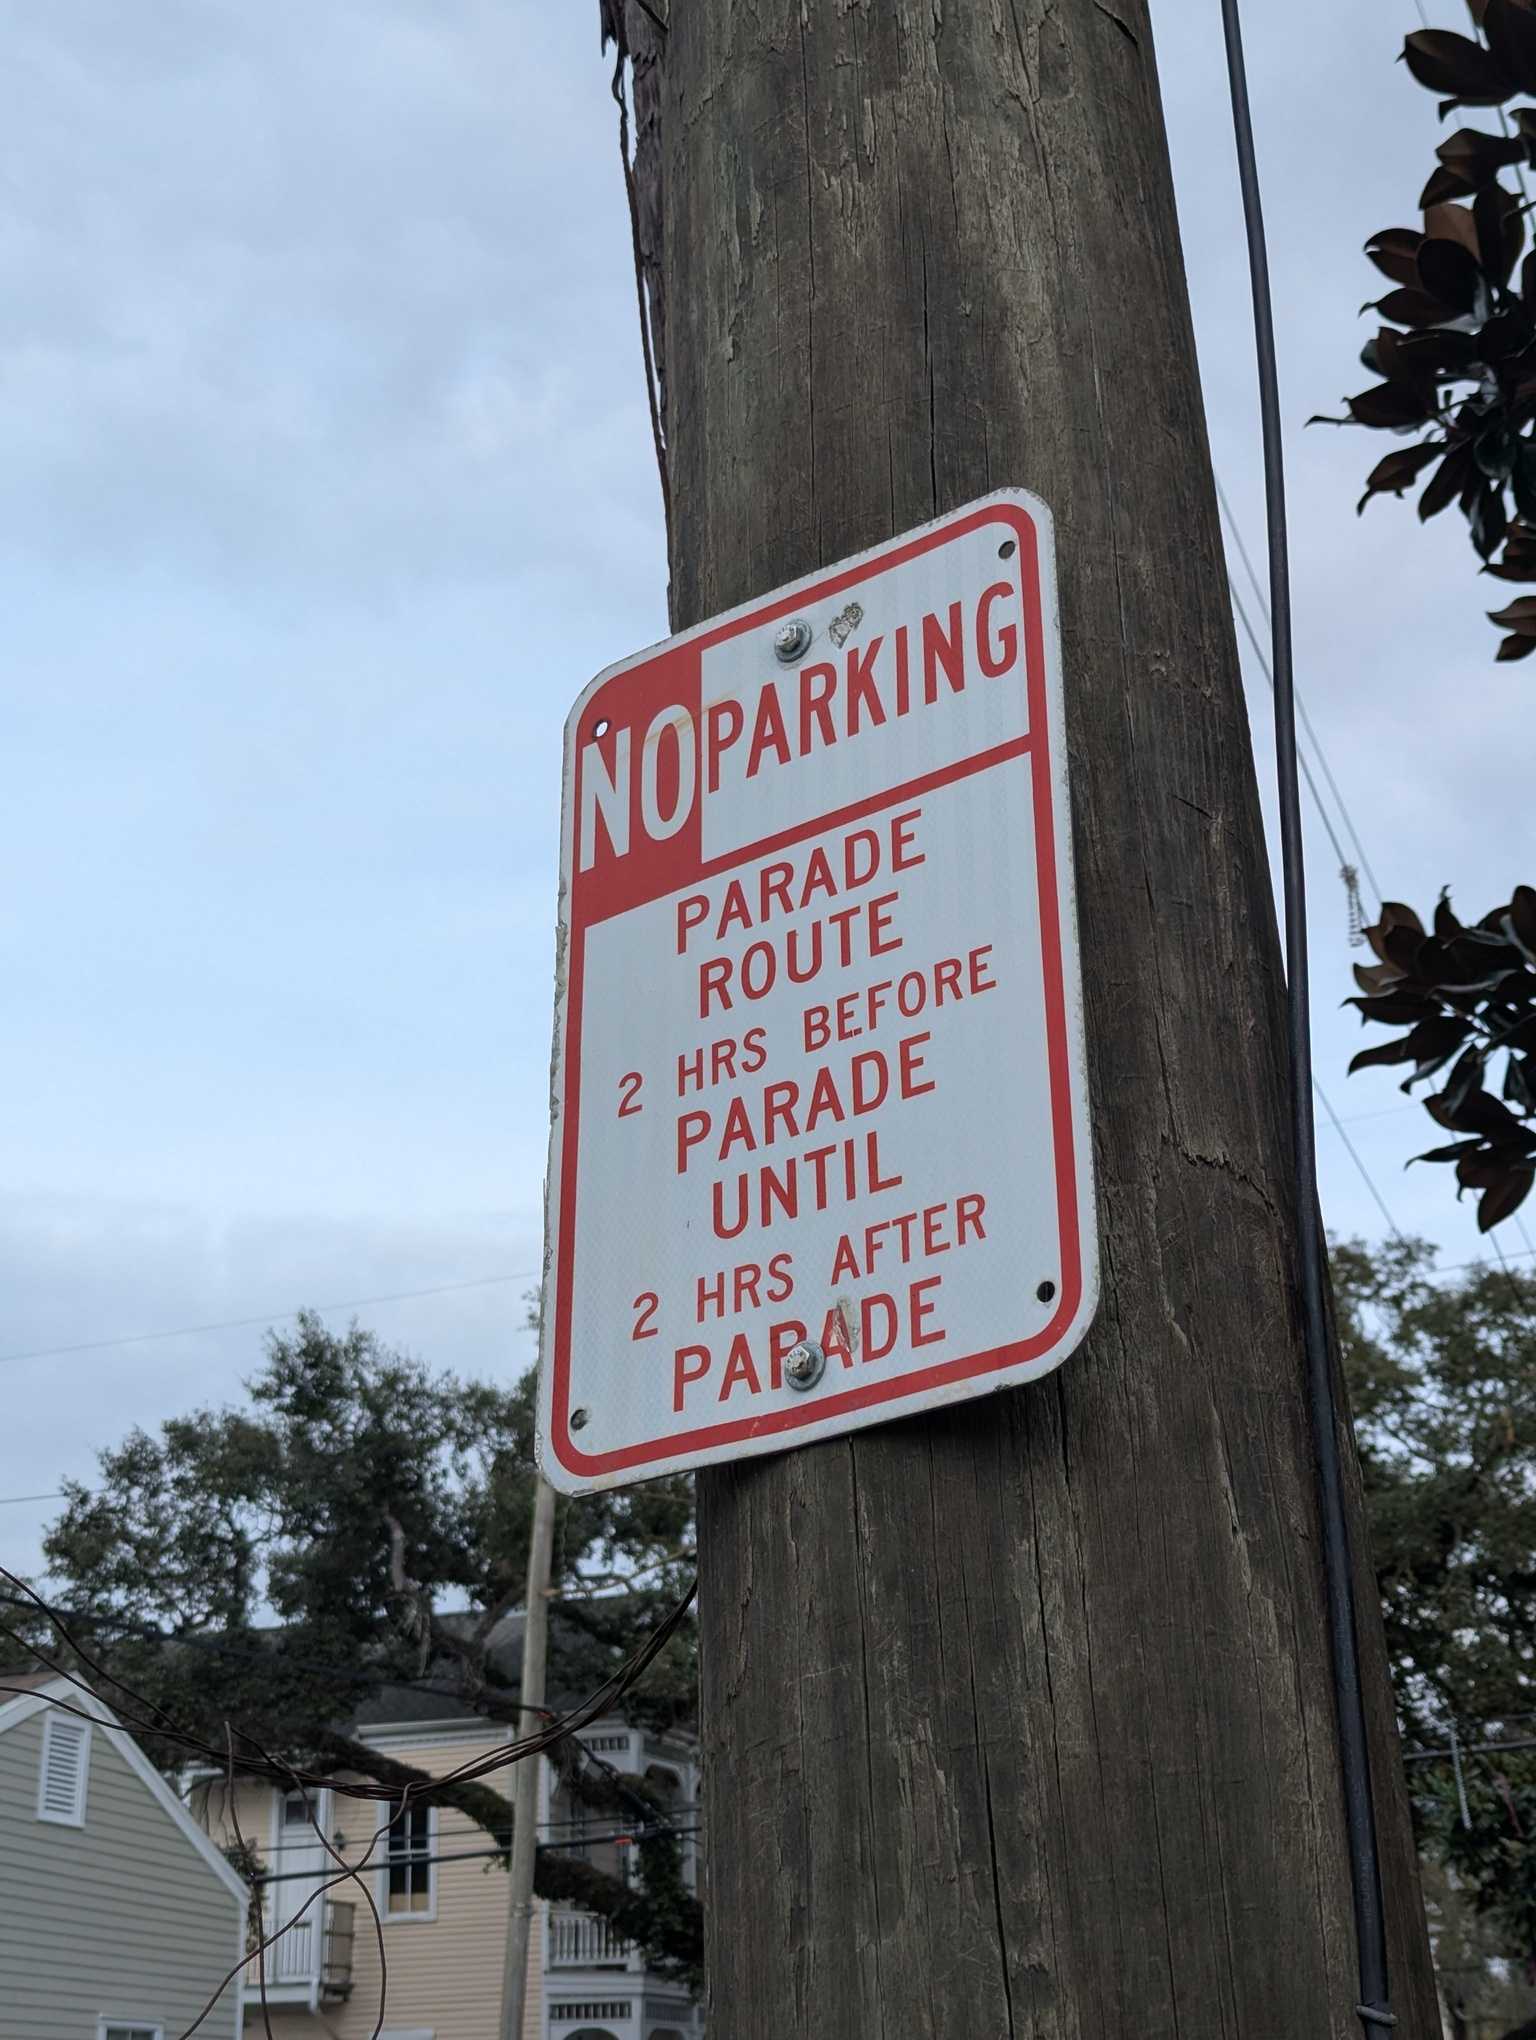 NO PARKING
PARADE
ROUTE
2 HRS BEFORE
PARADE
UNTIL
2 HRS AFTER
PARADE